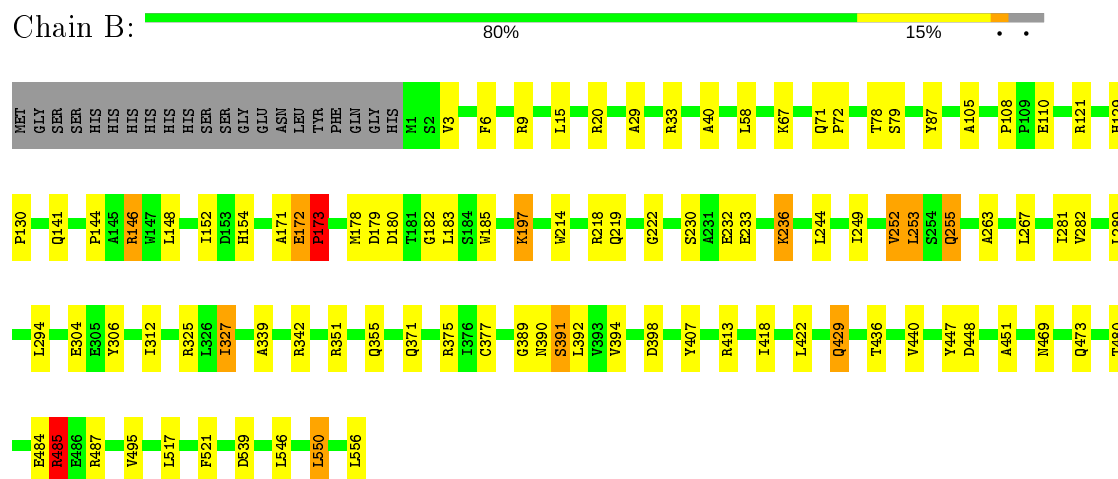 Chain B:
80% 15% • •
MET GLY SER SER HIS HIS HIS HIS HIS HIS SER SER GLY GLU ASN LEU TYR PHE GLN GLY HIS M1 S2 V3 F6 R9 L15 R20 A29 R33 A40 L58 K67 Q71 P72 T78 S79 Y87 A105 P108 P109 E110 R121 H129
P130 Q141 P144 A145 R146 W147 L148 I152 D153 H154 A171 E172 P173 M178 D179 D180 T181 G182 L183 S184 W185 K197 W214 R218 Q219 G222 S230 A231 E232 E233 K236 L244 I249 V252 L253 S254 Q255 A263 L267 I281 V282
L294 E304 E305 Y306 I312 R325 L326 I327 A339 R342 R351 Q355 Q371 R375 I376 C377 G389 N390 S391 L392 V393 V394 D398 Y407 R413 I418 L422 Q429 T436 V440 Y447 D448 A451 N469 Q473
E484 R485 E486 R487 V495 L517 F521 D539 L546 L550 L556